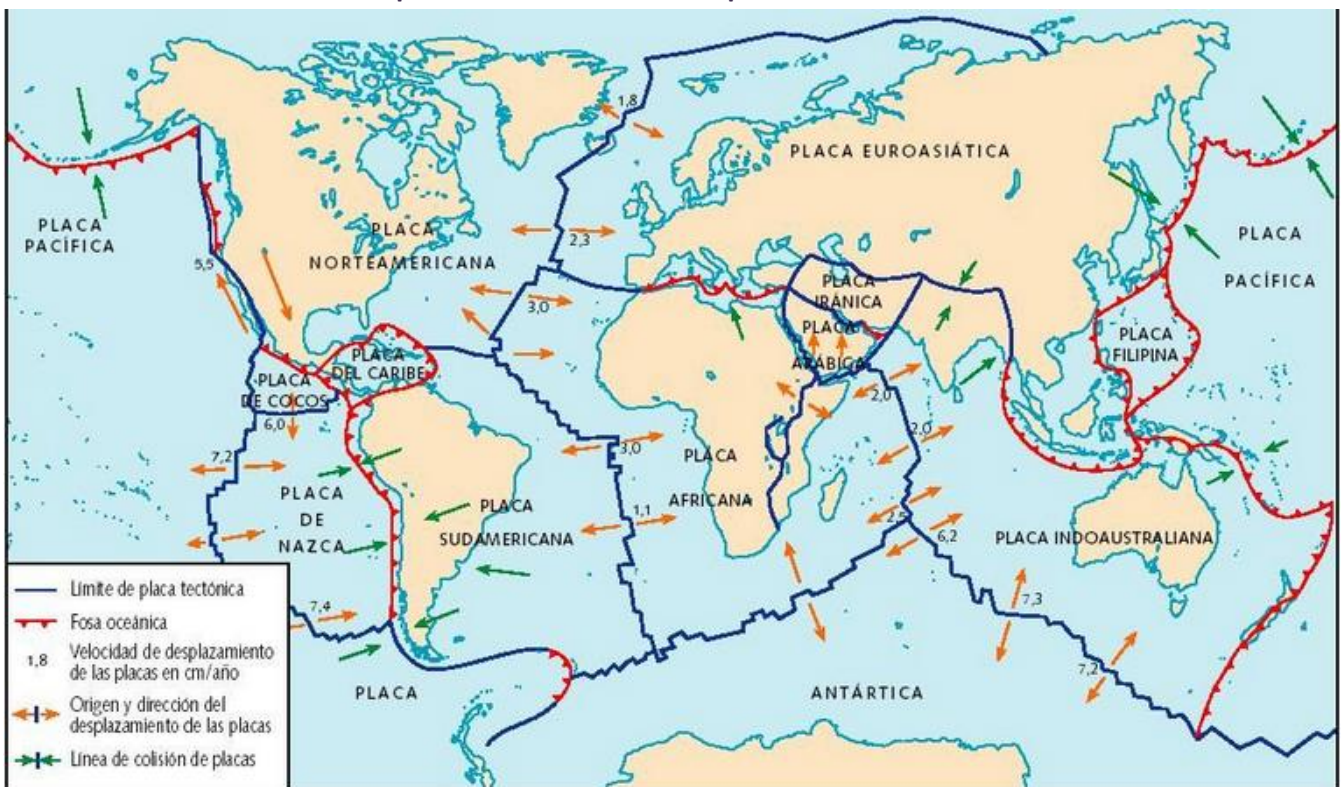 1,8
PLACA EUROASIÁTICA
PLACA
PACÍFICA
PLACA
NORTEAMERICANA
2,3
PLACA
PACÍFICA
5,5
3,0
PLACA
IRÁNICA
PLACA
ARÁBICA
PLACA
FILIPINA
PLACA
DEL CARIBE
PLACA
DE COCOS
6,0
2,0
2,0
7,2
3,0
PLACA
AFRICANA
PLACA
DE
NAZCA
PLACA
SUDAMERICANA
1,1
2,5
6,2
PLACA INDOAUSTRALIANA
7,4
7,3
7,2
PLACA
ANTÁRTICA
Límite de placa tectónica
Fosa oceánica
1,8
Velocidad de desplazamiento
de las placas en cm/año
Origen y dirección del
desplazamiento de las placas
Línea de colisión de placas